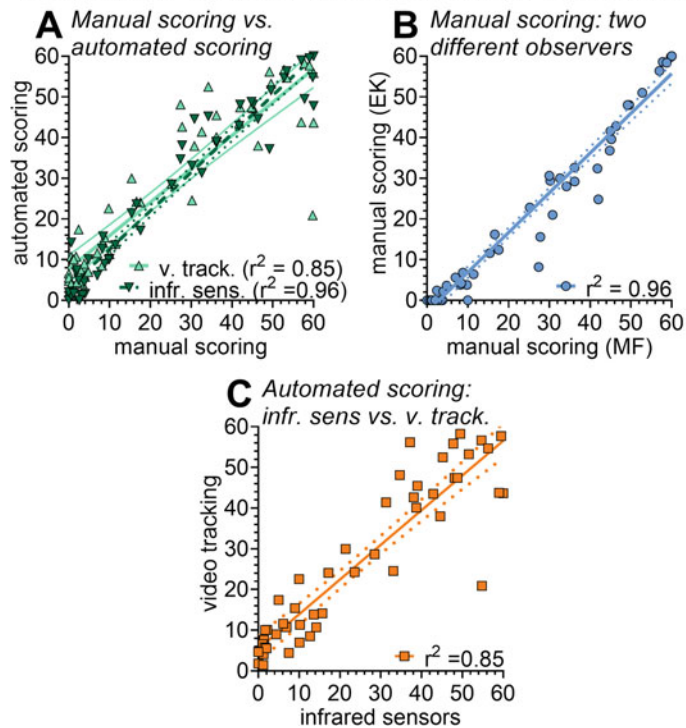 A Manual scoring vs.
automated scoring
60
50
40
30
20
10
0
automated scoring
v. track. (r² = 0.85)
infr. sens. (r² =0.96)
0 10 20 30 40 50 60
manual scoring
B Manual scoring: two
different observers
60
50
40
30
20
10
0
manual scoring (EK)
r² = 0.96
0 10 20 30 40 50 60
manual scoring (MF)
C Automated scoring:
infr. sens vs. v. track.
60
50
40
30
20
10
0
video tracking
r² =0.85
0 10 20 30 40 50 60
infrared sensors